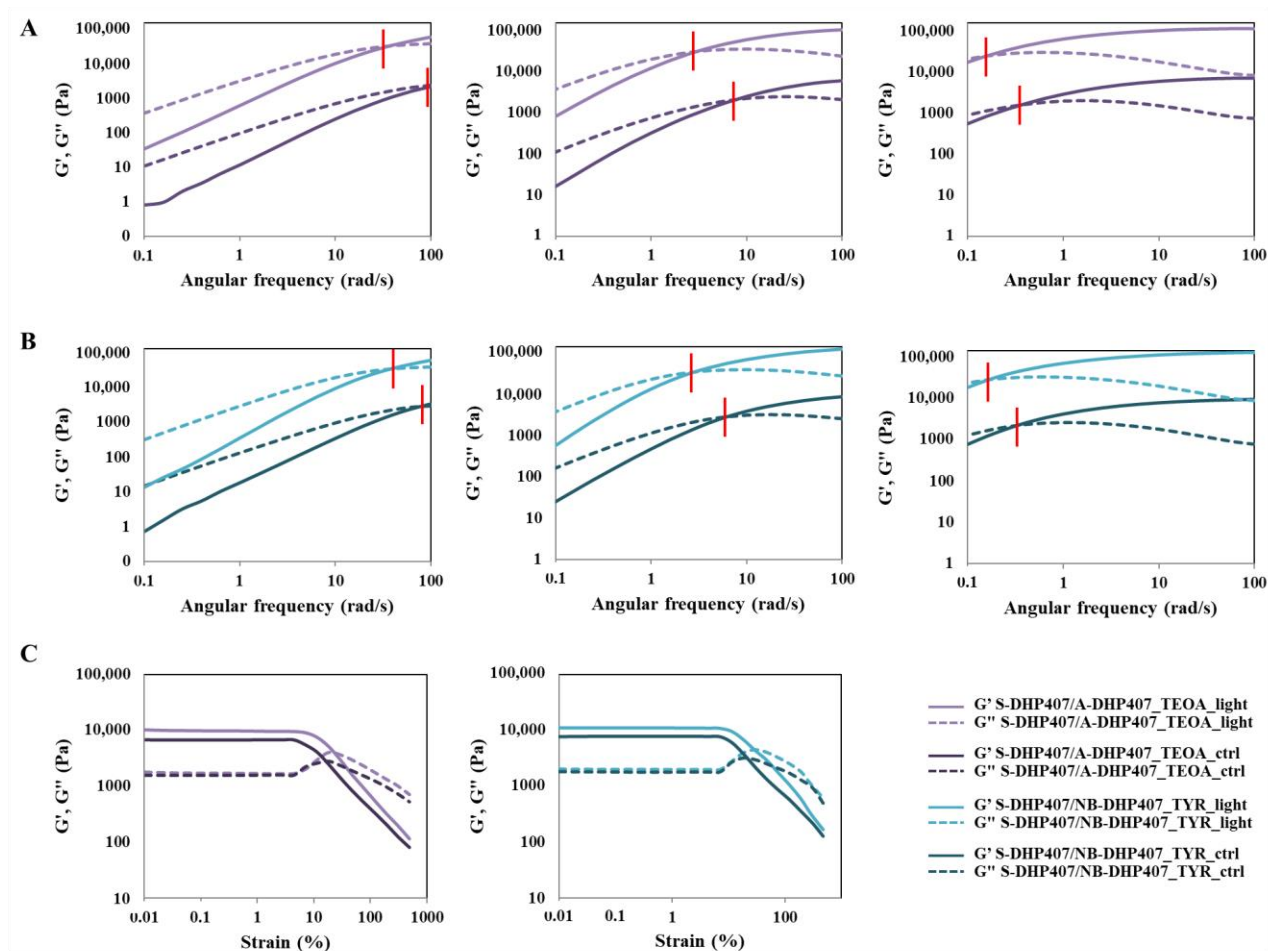 A
100,000
10,000
1000
100
10
1
0
G', G" (Pa)
0.1 1 10 100
Angular frequency (rad/s)
100,000
10,000
1000
100
10
1
G', G" (Pa)
0.1 1 10 100
Angular frequency (rad/s)
100,000
10,000
1000
100
10
1
G', G" (Pa)
0.1 1 10 100
Angular frequency (rad/s)
B
100,000
10,000
1000
100
10
1
0
G', G" (Pa)
0.1 1 10 100
Angular frequency (rad/s)
100,000
10,000
1000
100
10
1
G', G" (Pa)
0.1 1 10 100
Angular frequency (rad/s)
100,000
10,000
1000
100
10
1
G', G" (Pa)
0.1 1 10 100
Angular frequency (rad/s)
C
100,000
10,000
1000
100
10
G', G" (Pa)
0.01 0.1 1 10 100 1000
Strain (%)
100,000
10,000
1000
100
10
G', G" (Pa)
0.01 1 100
Strain (%)
G’ S-DHP407/A-DHP407_TEOA_light
G" S-DHP407/A-DHP407_TEOA_light
G’ S-DHP407/A-DHP407_TEOA_ctrl
G" S-DHP407/A-DHP407_TEOA_ctrl
G’ S-DHP407/NB-DHP407_TYR_light
G" S-DHP407/NB-DHP407_TYR_light
G’ S-DHP407/NB-DHP407_TYR_ctrl
G" S-DHP407/NB-DHP407_TYR_ctrl